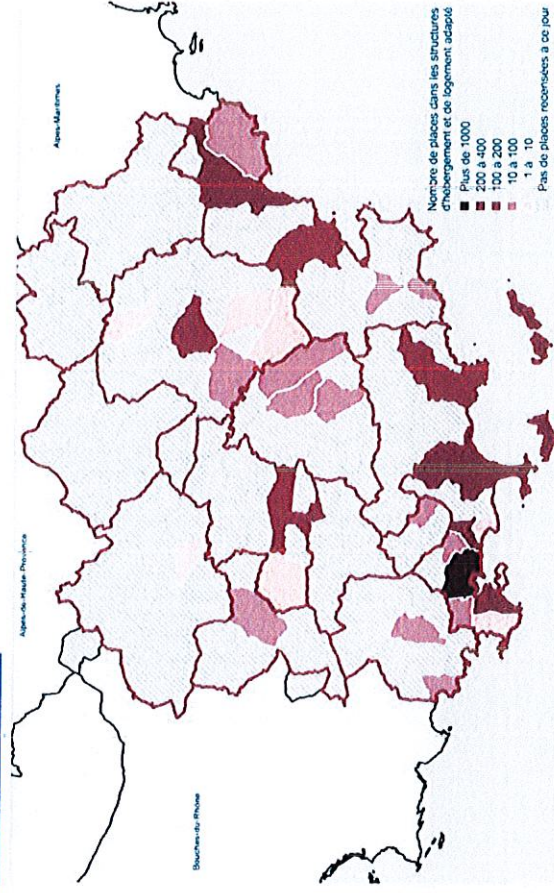 Alpes-de-Haute-Provence
Alpes-Maritimes
Bouches-du-Rhône
Nombre de places dans les structures
d'hébergement et de logement adapté
Plus de 1000
200 à 400
100 à 200
10 à 100
1 à 10
Pas de places recensées à ce jour